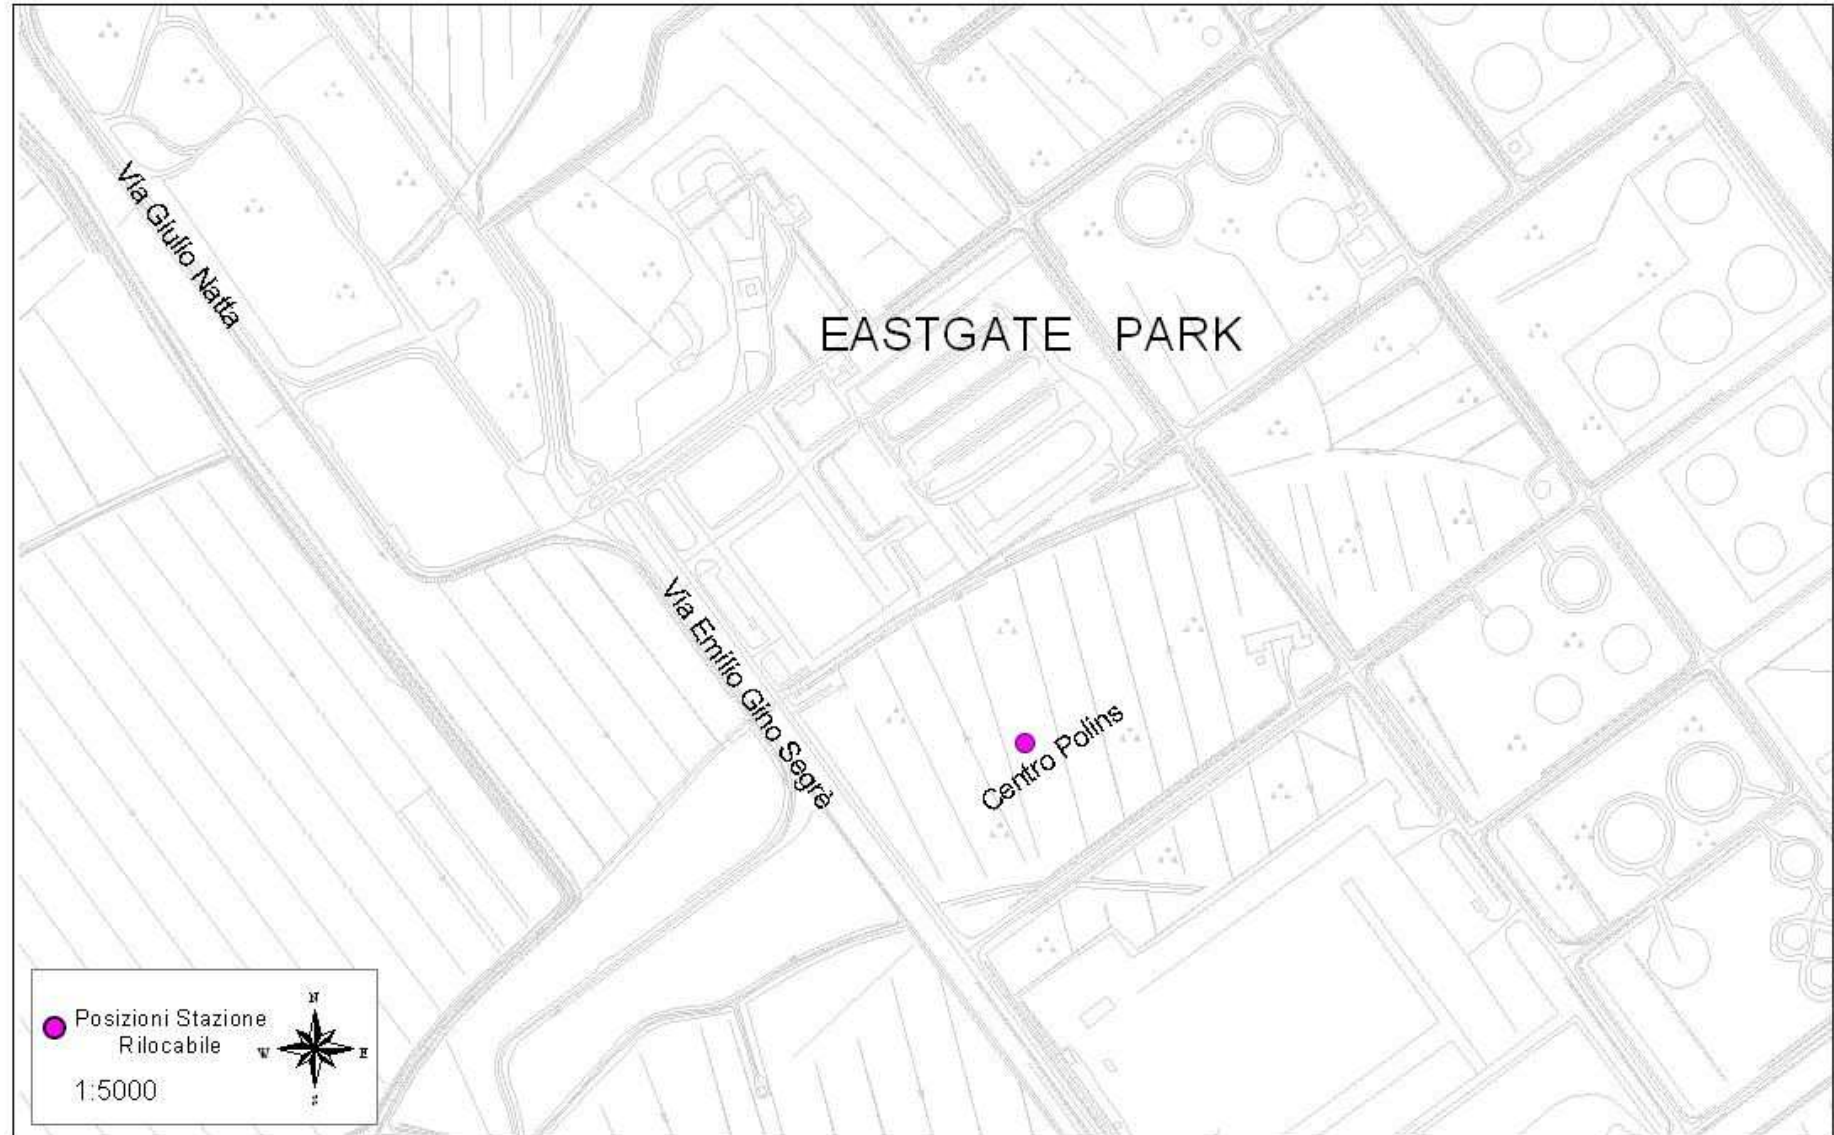 Via Giulio Natta
EASTGATE PARK
Via Emilio Gino Segrè
Centro Polins
Posizioni Stazione
Rilocabile
1:5000
N
W
E
S